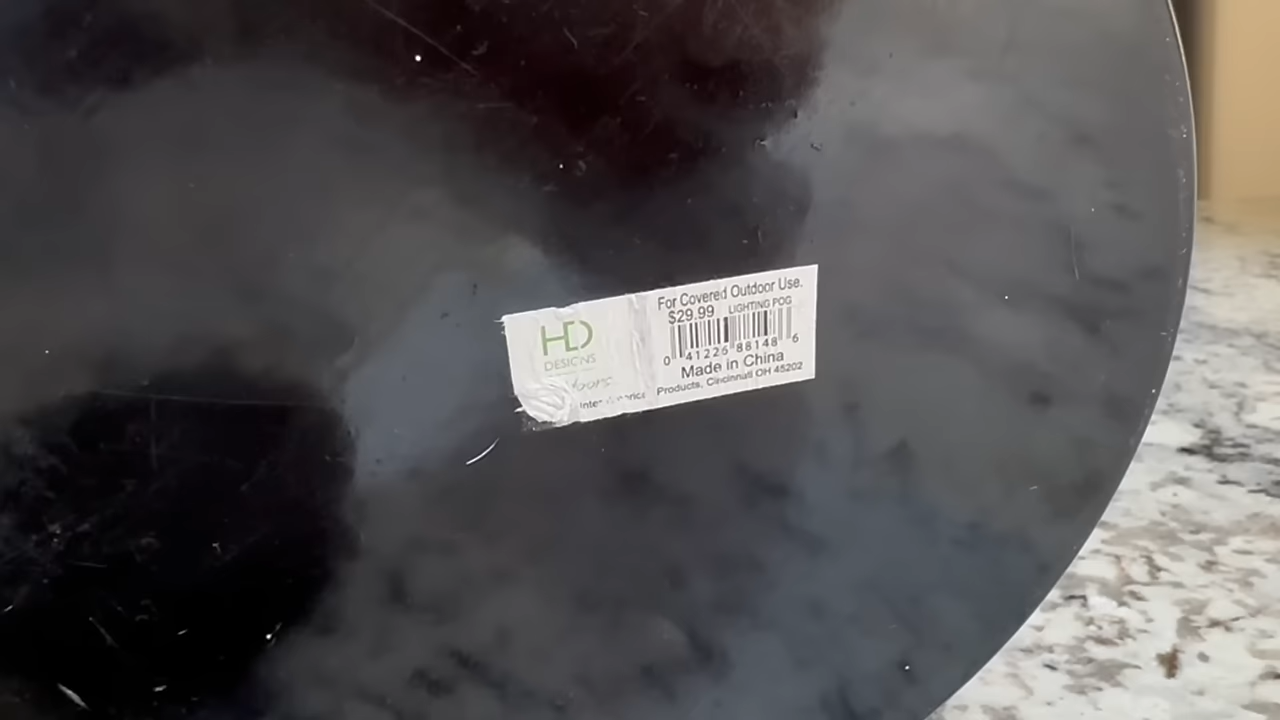 HD
DESIGNS
For Covered Outdoor Use.
$29.99 LIGHTING POG
0 41226 88148 6
Made in China
Products, Cincinnati OH 45202